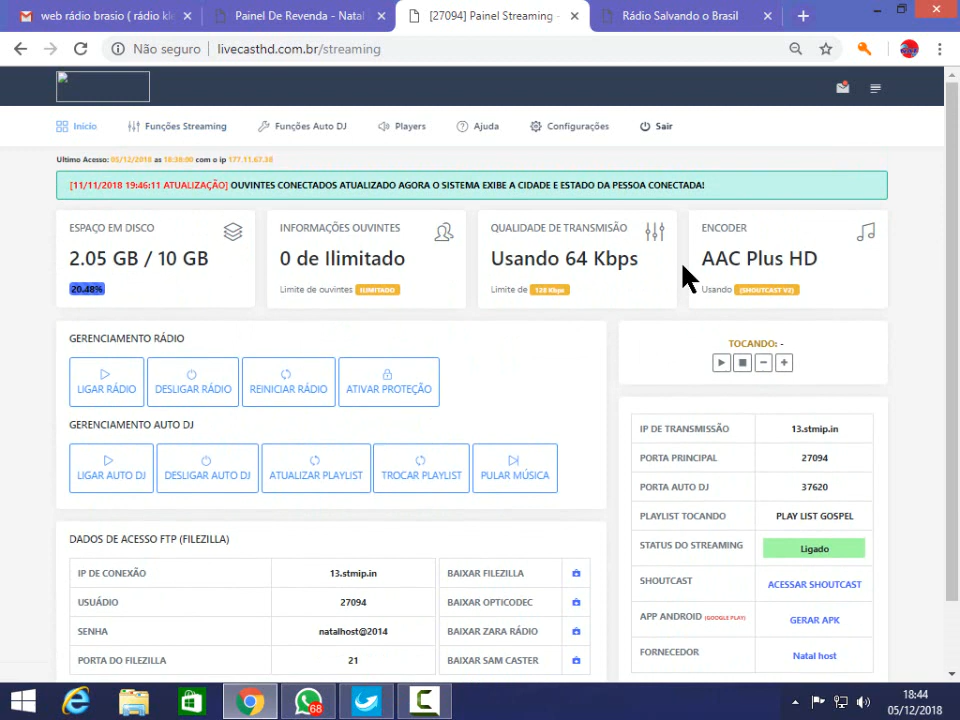 web rádio brasio ( rádio kl
Painel De Revenda - Natal
[27094] Painel Streaming -
Rádio Salvando o Brasil
Não seguro
livecasthd.com.br/streaming
Início
Funções Streaming
Funções Auto DJ
Players
Ajuda
Configurações
Sair
Ultimo Acesso: 05/12/2018 as 18:38:00 com o ip 177.11.67.38
[11/11/2018 19:46:11 ATUALIZAÇÃO] OUVINTES CONECTADOS ATUALIZADO AGORA O SISTEMA EXIBE A CIDADE E ESTADO DA PESSOA CONECTADA!
ESPAÇO EM DISCO
2.05 GB / 10 GB
20.48%
INFORMAÇÕES OUVINTES
0 de Ilimitado
Limite de ouvintes ILIMITADO
QUALIDADE DE TRANSMISÃO
Usando 64 Kbps
Limite de 128 Kbps
ENCODER
AAC Plus HD
Usando (SHOUTCAST V2)
GERENCIAMENTO RÁDIO
LIGAR RÁDIO
DESLIGAR RÁDIO
REINICIAR RÁDIO
ATIVAR PROTEÇÃO
GERENCIAMENTO AUTO DJ
LIGAR AUTO DJ
DESLIGAR AUTO DJ
ATUALIZAR PLAYLIST
TROCAR PLAYLIST
PULAR MÚSICA
TOCANDO: -
IP DE TRANSMISSÃO 13.stmip.in
PORTA PRINCIPAL 27094
PORTA AUTO DJ 37620
PLAYLIST TOCANDO PLAY LIST GOSPEL
STATUS DO STREAMING Ligado
SHOUTCAST ACESSAR SHOUTCAST
APP ANDROID (GOOGLE PLAY) GERAR APK
FORNECEDOR Natal host
DADOS DE ACESSO FTP (FILEZILLA)
IP DE CONEXÃO 13.stmip.in BAIXAR FILEZILLA
USUÁDIO 27094 BAIXAR OPTICODEC
SENHA natalhost@2014 BAIXAR ZARA RÁDIO
PORTA DO FILEZILLA 21 BAIXAR SAM CASTER
68
18:44
05/12/2018